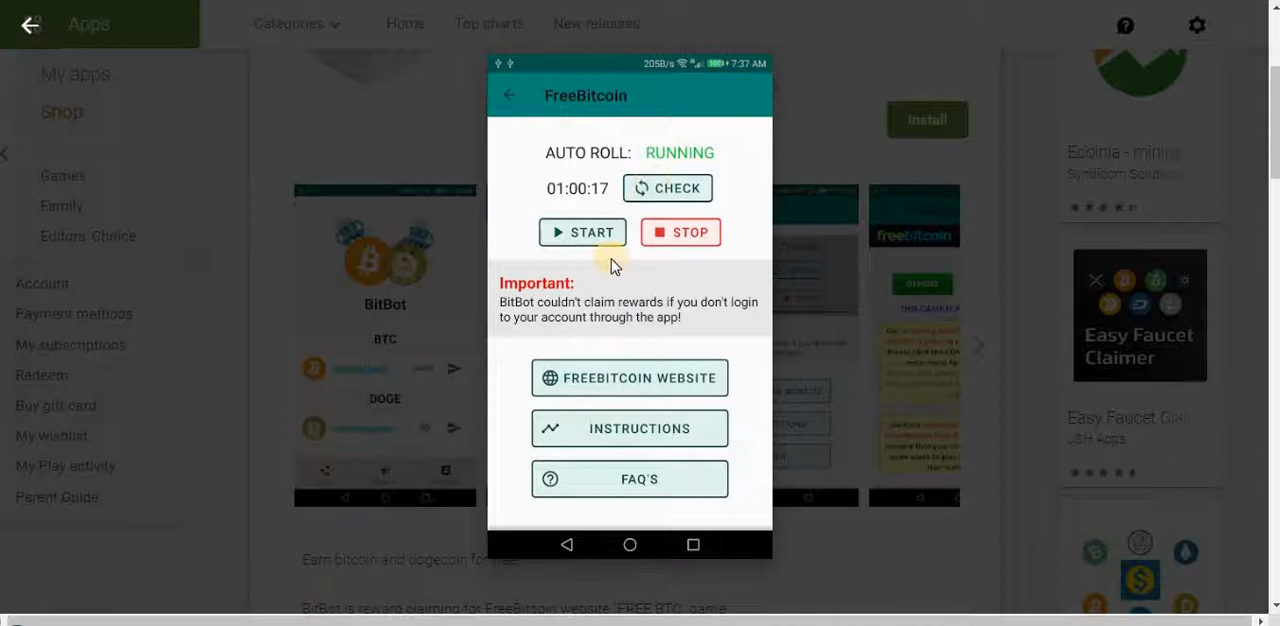 Apps
Categories
Home
Top charts
New releases
My apps
Shop
Games
Family
Editors' Choice
Account
Payment methods
My subscriptions
Redeem
Buy gift card
My wishlist
My Play activity
Parent Guide
BitBot
BTC
DOGE
205B/s
7:37 AM
FreeBitcoin
AUTO ROLL: RUNNING
01:00:17
CHECK
START
STOP
Important:
BitBot couldn't claim rewards if you don't login
to your account through the app!
FREEBITCOIN WEBSITE
INSTRUCTIONS
FAQ'S
Install
freebitcoin
Earn bitcoin and dogecoin for free
BitBot is reward claiming for FreeBitcoin website "FREE BTC" game
Ecoinia - mining
Syndicom Solution
Easy Faucet
Claimer
Easy Faucet Clai
J&H Apps